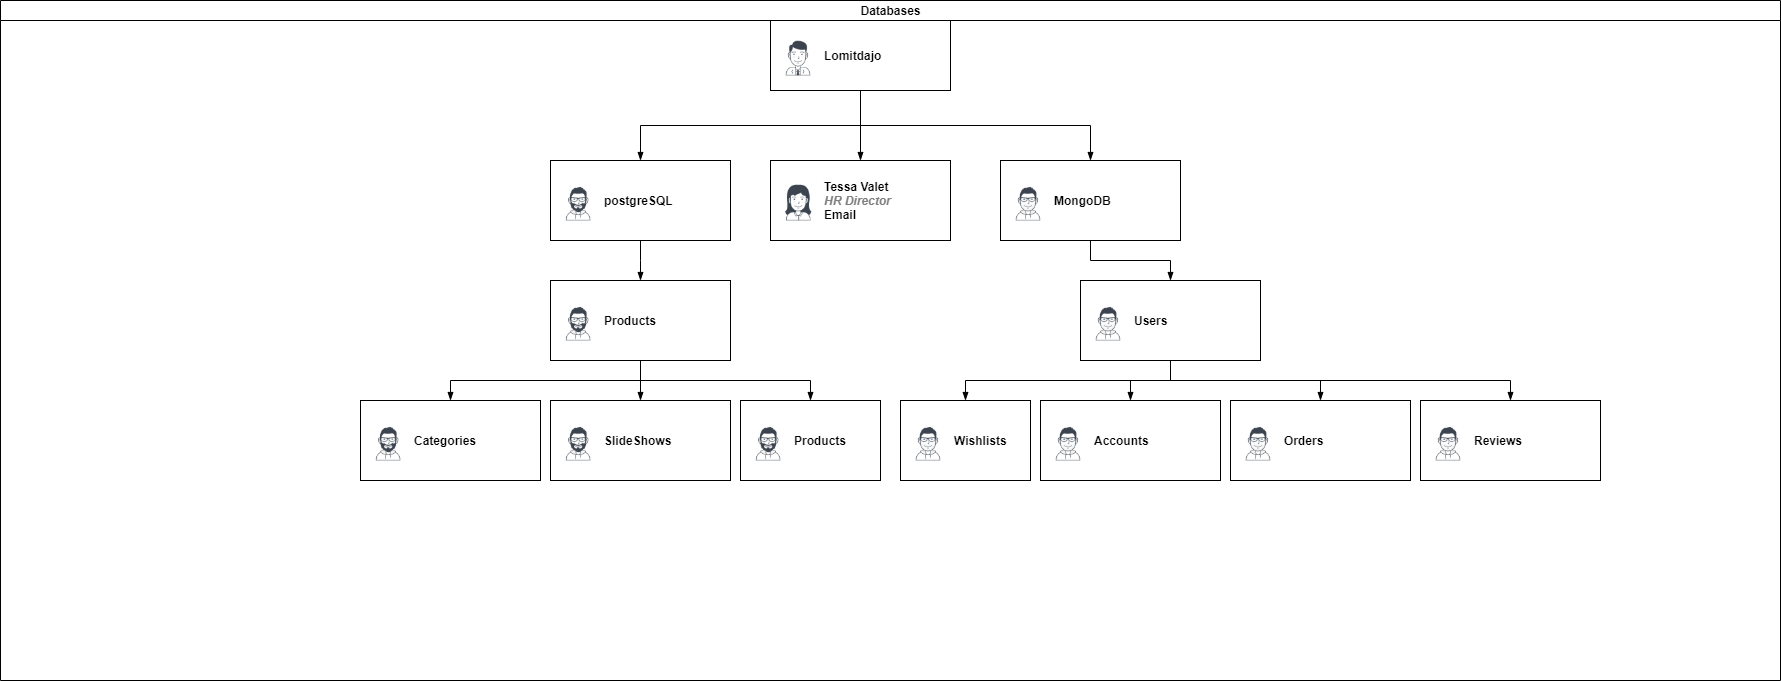 Databases
Lomitdajo
postgreSQL
Tessa Valet
HR Director
Email
MongoDB
Products
Users
Categories
SlideShows
Products
Wishlists
Accounts
Orders
Reviews